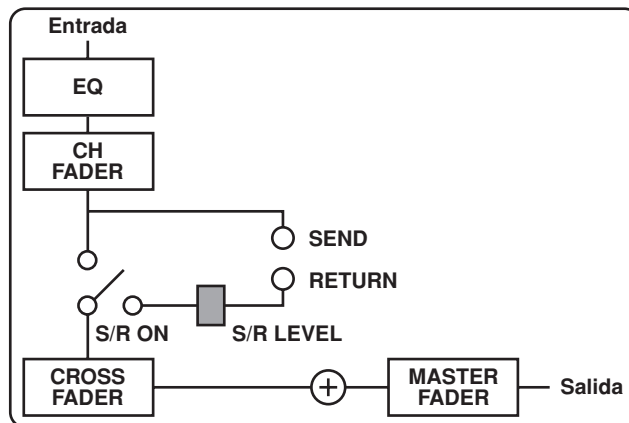 Entrada
EQ
CH
FADER
SEND
RETURN
S/R ON
S/R LEVEL
CROSS
FADER
+
MASTER
FADER
Salida